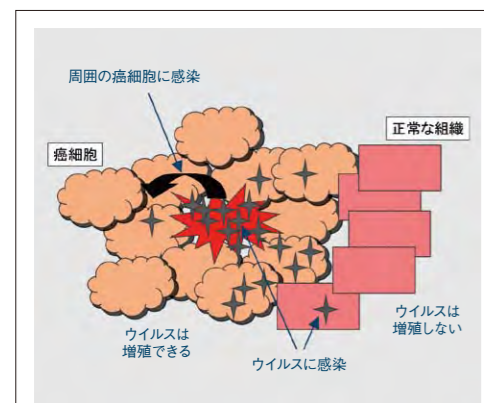 周囲の癌細胞に感染
癌細胞
正常な組織
ウイルスは
増殖できる
ウイルスに感染
ウイルスは
増殖しない